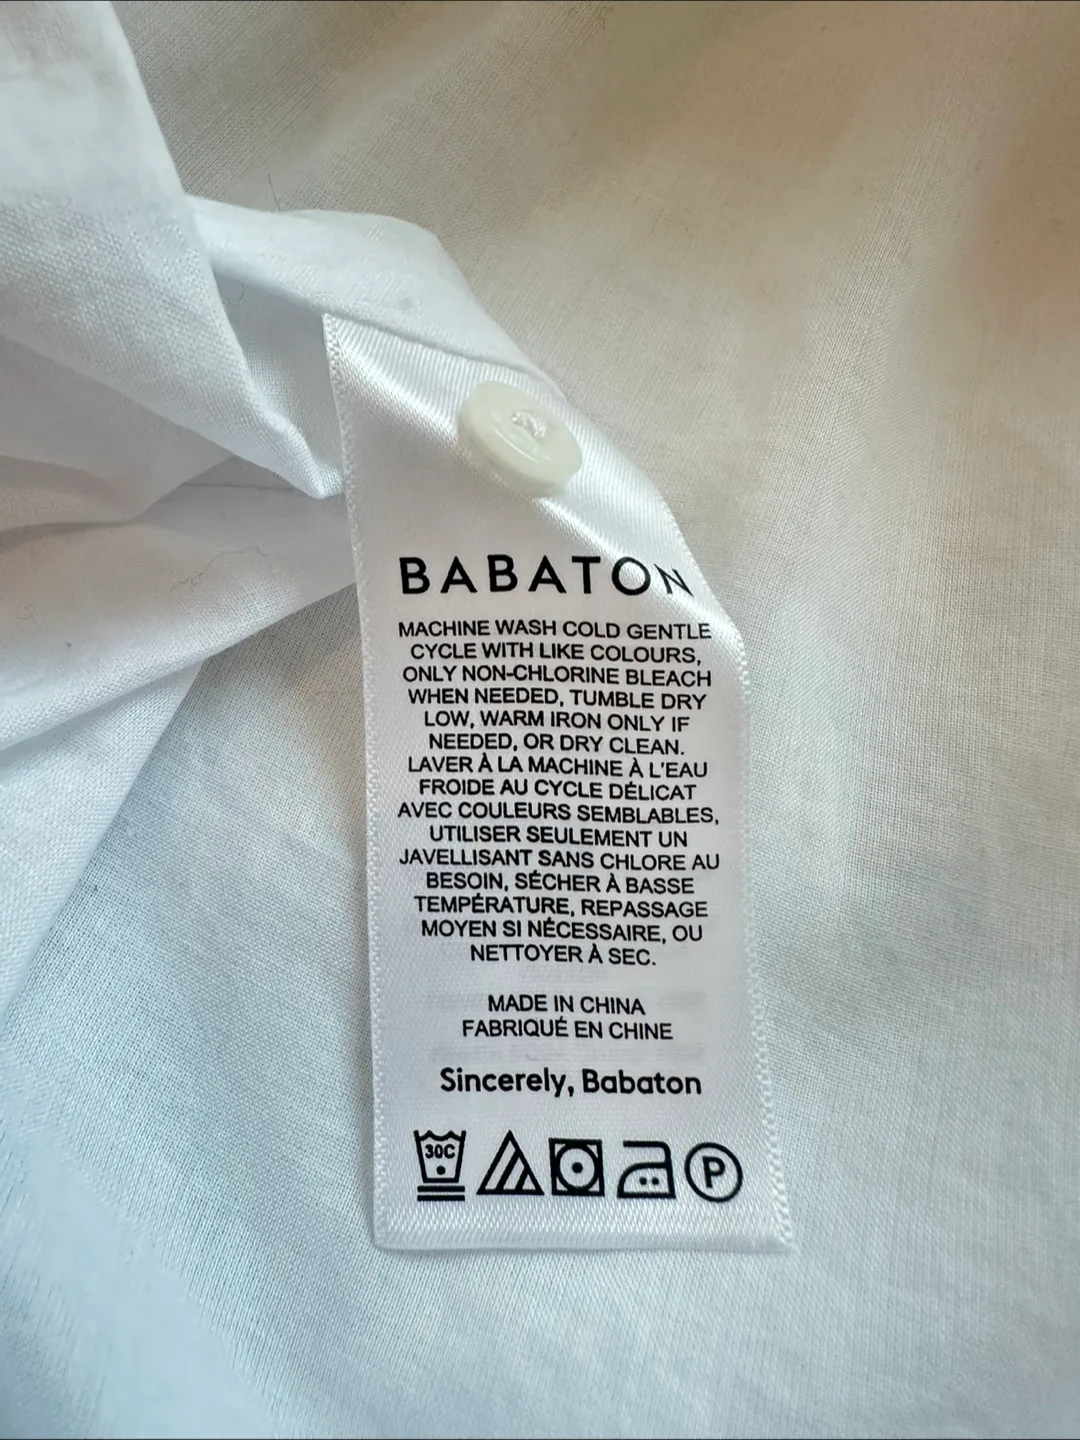 BABATON
MACHINE WASH COLD GENTLE
CYCLE WITH LIKE COLOURS,
ONLY NON-CHLORINE BLEACH
WHEN NEEDED, TUMBLE DRY
LOW, WARM IRON ONLY IF
NEEDED, OR DRY CLEAN.
LAVER À LA MACHINE À L'EAU
FROIDE AU CYCLE DÉLICAT
AVEC COULEURS SEMBLABLES,
UTILISER SEULEMENT UN
JAVELLISANT SANS CHLORE AU
BESOIN, SÉCHER À BASSE
TEMPÉRATURE, REPASSAGE
MOYEN SI NÉCESSAIRE, OU
NETTOYER À SEC.
MADE IN CHINA
FABRIQUÉ EN CHINE
Sincerely, Babaton
30C P